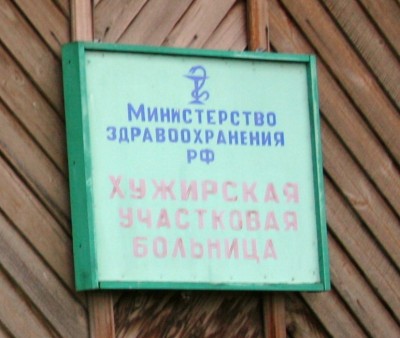 Министерство
здравоохранения
РФ
ХУЖИРСКАЯ
УЧАСТКОВАЯ
БОЛЬНИЦА